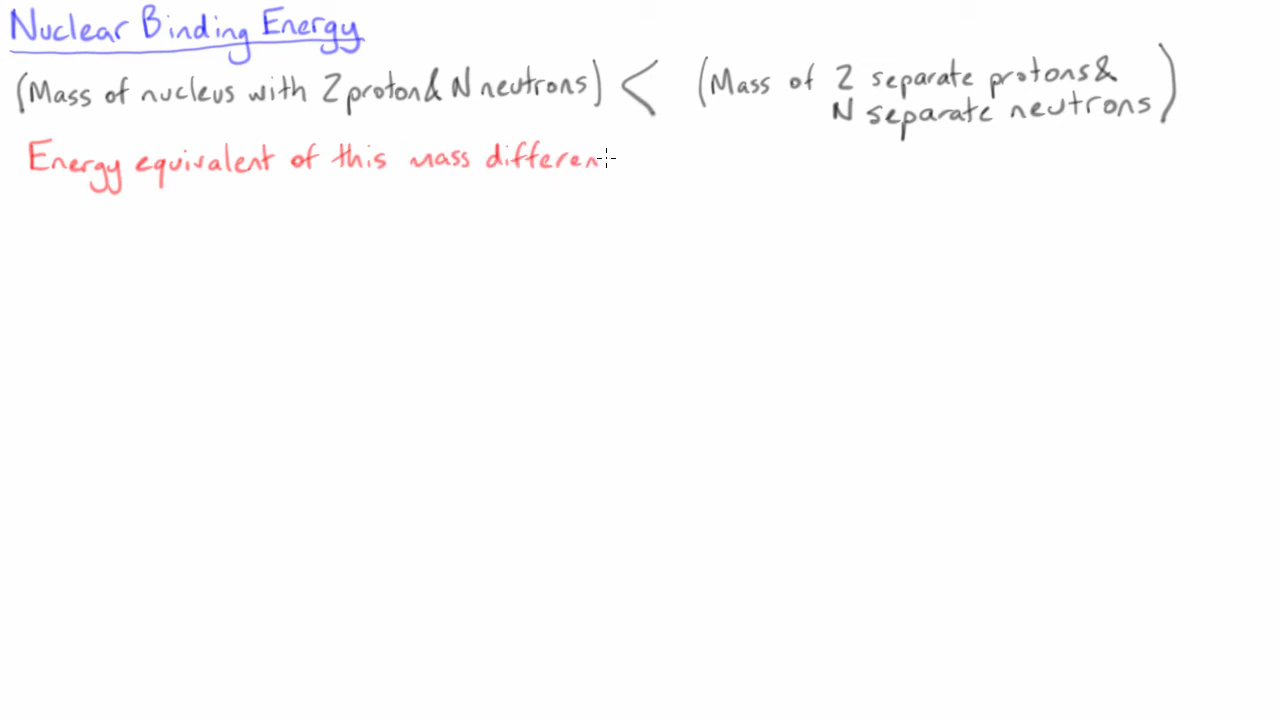 Nuclear Binding Energy
(Mass of nucleus with Z proton & N neutrons) < (Mass of Z separate protons &
N separate neutrons)
Energy equivalent of this mass differen